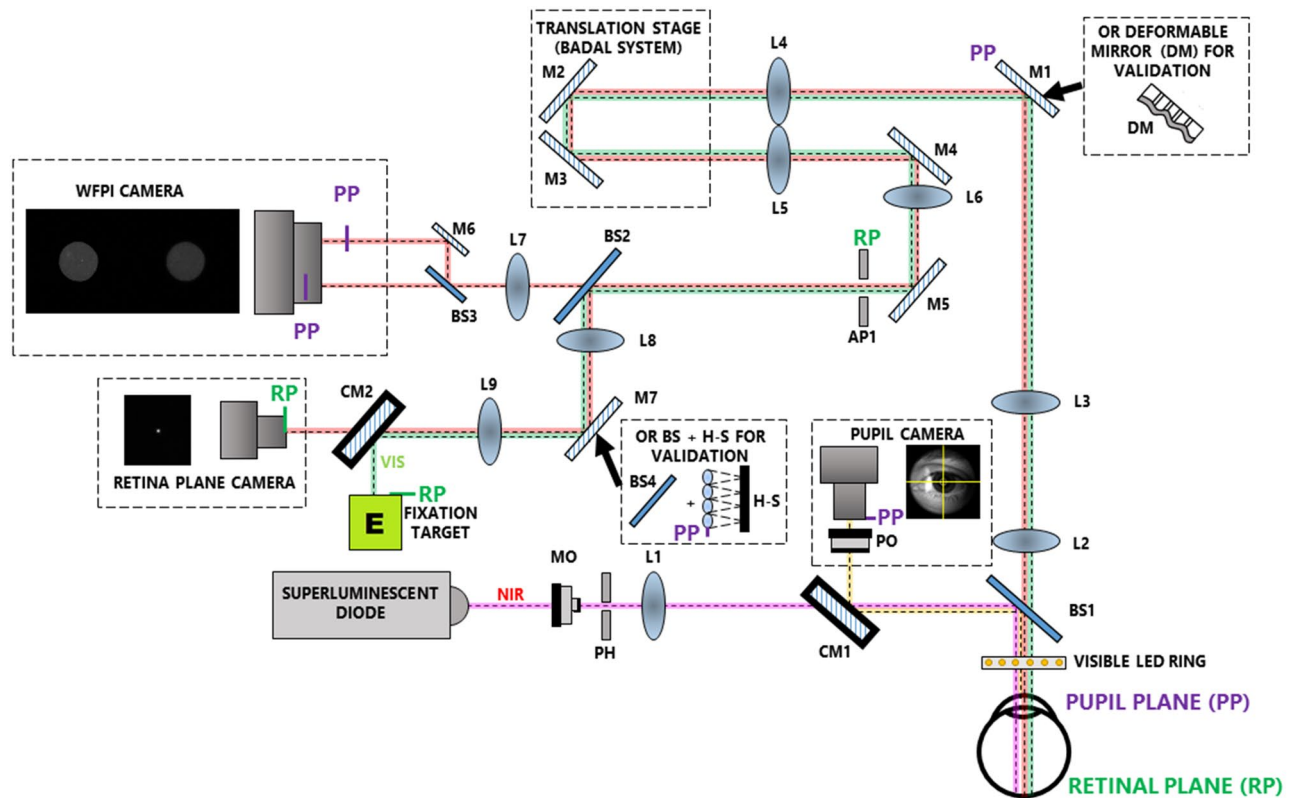 TRANSLATION STAGE
(BADAL SYSTEM)
M2
M3
L4
L5
PP
M1
OR DEFORMABLE
MIRROR (DM) FOR
VALIDATION
DM
M4
L6
WFPI CAMERA
PP
PP
M6
BS3
L7
BS2
RP
AP1
M5
L8
RETINA PLANE CAMERA
RP
CM2
L9
M7
VIS
RP
E
FIXATION
TARGET
OR BS + H-S FOR
VALIDATION
BS4
+
H-S
PP
PUPIL CAMERA
PP
PO
L3
L2
SUPERLUMINESCENT
DIODE
NIR
MO
PH
L1
CM1
BS1
VISIBLE LED RING
PUPIL PLANE (PP)
RETINAL PLANE (RP)